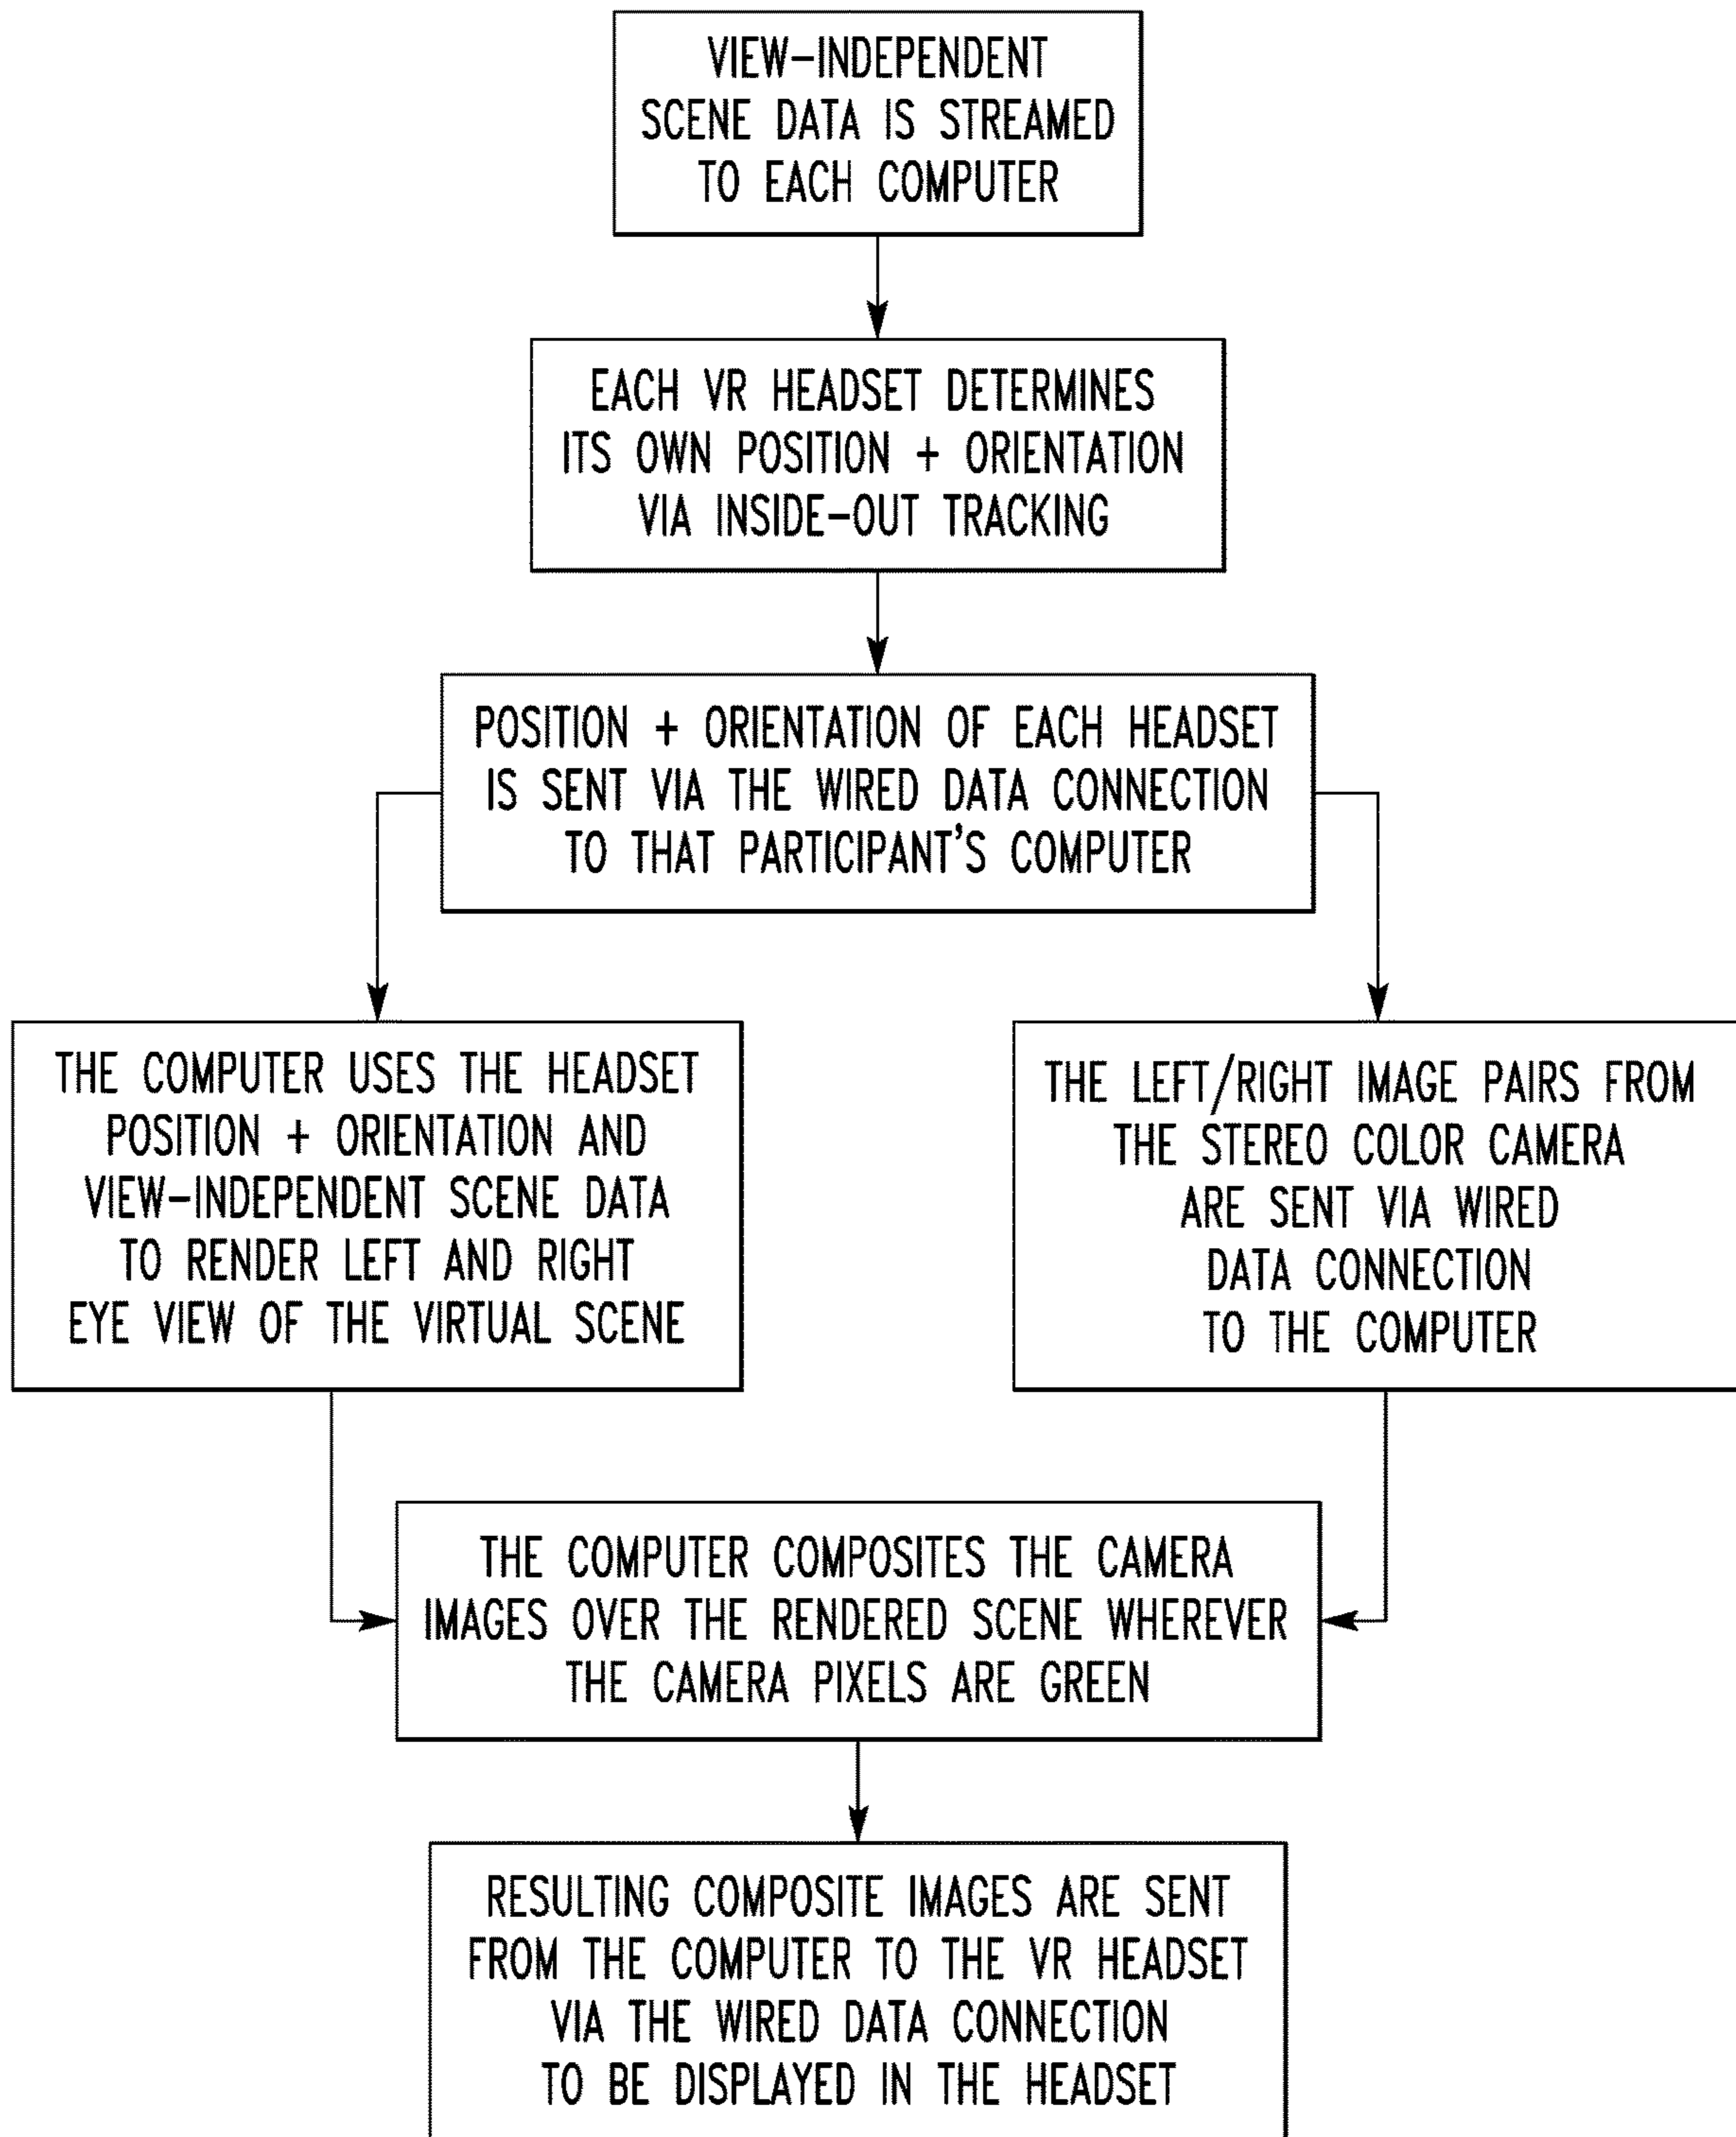 VIEW-INDEPENDENT
SCENE DATA IS STREAMED
TO EACH COMPUTER
EACH VR HEADSET DETERMINES
ITS OWN POSITION + ORIENTATION
VIA INSIDE-OUT TRACKING
POSITION + ORIENTATION OF EACH HEADSET
IS SENT VIA THE WIRED DATA CONNECTION
TO THAT PARTICIPANT'S COMPUTER
THE COMPUTER USES THE HEADSET
POSITION + ORIENTATION AND
VIEW-INDEPENDENT SCENE DATA
TO RENDER LEFT AND RIGHT
EYE VIEW OF THE VIRTUAL SCENE
THE LEFT/RIGHT IMAGE PAIRS FROM
THE STEREO COLOR CAMERA
ARE SENT VIA WIRED
DATA CONNECTION
TO THE COMPUTER
THE COMPUTER COMPOSITES THE CAMERA
IMAGES OVER THE RENDERED SCENE WHEREVER
THE CAMERA PIXELS ARE GREEN
RESULTING COMPOSITE IMAGES ARE SENT
FROM THE COMPUTER TO THE VR HEADSET
VIA THE WIRED DATA CONNECTION
TO BE DISPLAYED IN THE HEADSET